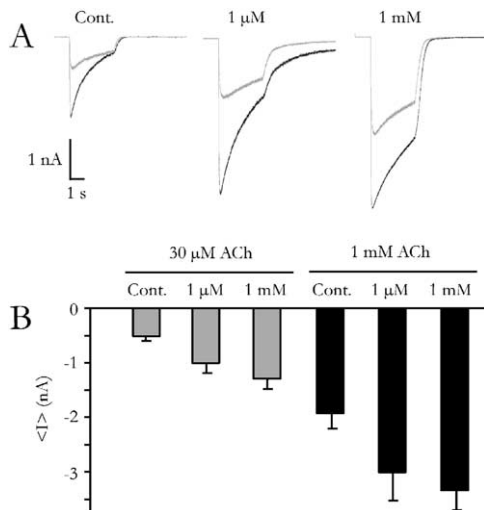 A
Cont.
1 µM
1 mM
1 nA
1 s
30 µM ACh
1 mM ACh
Cont.
1 µM
1 mM
Cont.
1 µM
1 mM
B
0
-1
-2
-3
<I> (nA)